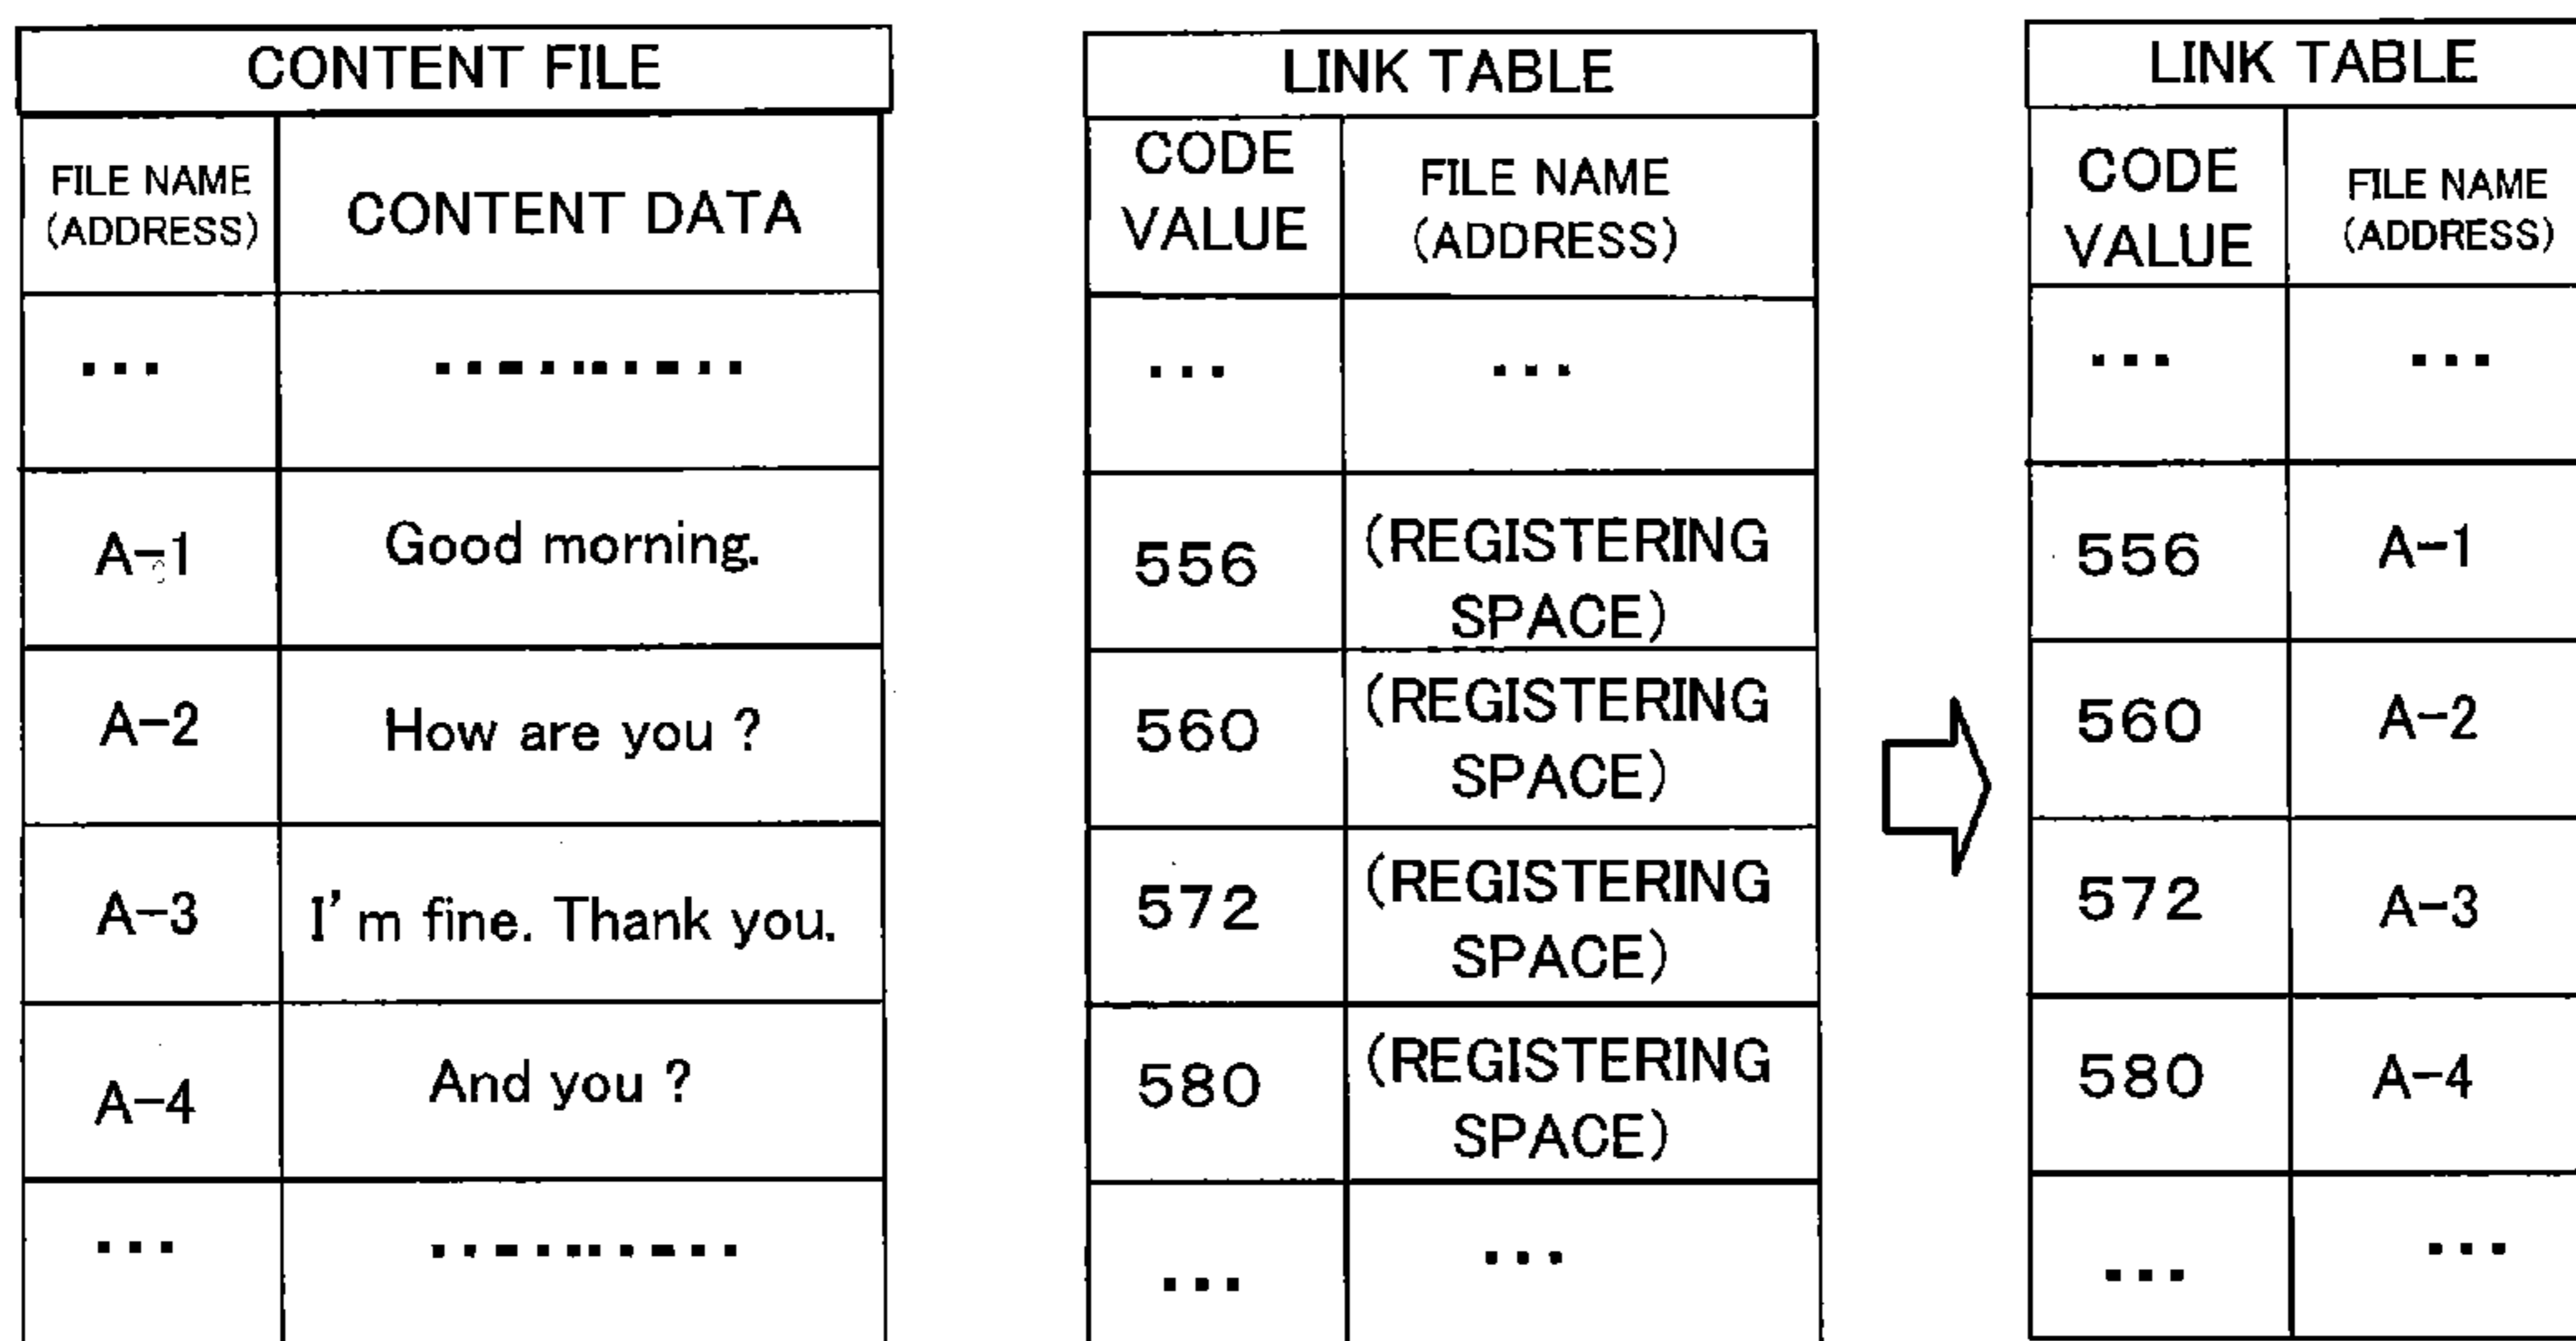 CONTENT FILE
FILE NAME
(ADDRESS)
CONTENT DATA
... ..........
A-1 Good morning.
A-2 How are you ?
A-3 I'm fine. Thank you.
A-4 And you ?
... ..........
LINK TABLE
CODE
VALUE
FILE NAME
(ADDRESS)
... ...
556 (REGISTERING
SPACE)
560 (REGISTERING
SPACE)
572 (REGISTERING
SPACE)
580 (REGISTERING
SPACE)
... ...
LINK TABLE
CODE
VALUE
FILE NAME
(ADDRESS)
... ...
556 A-1
560 A-2
572 A-3
580 A-4
... ...